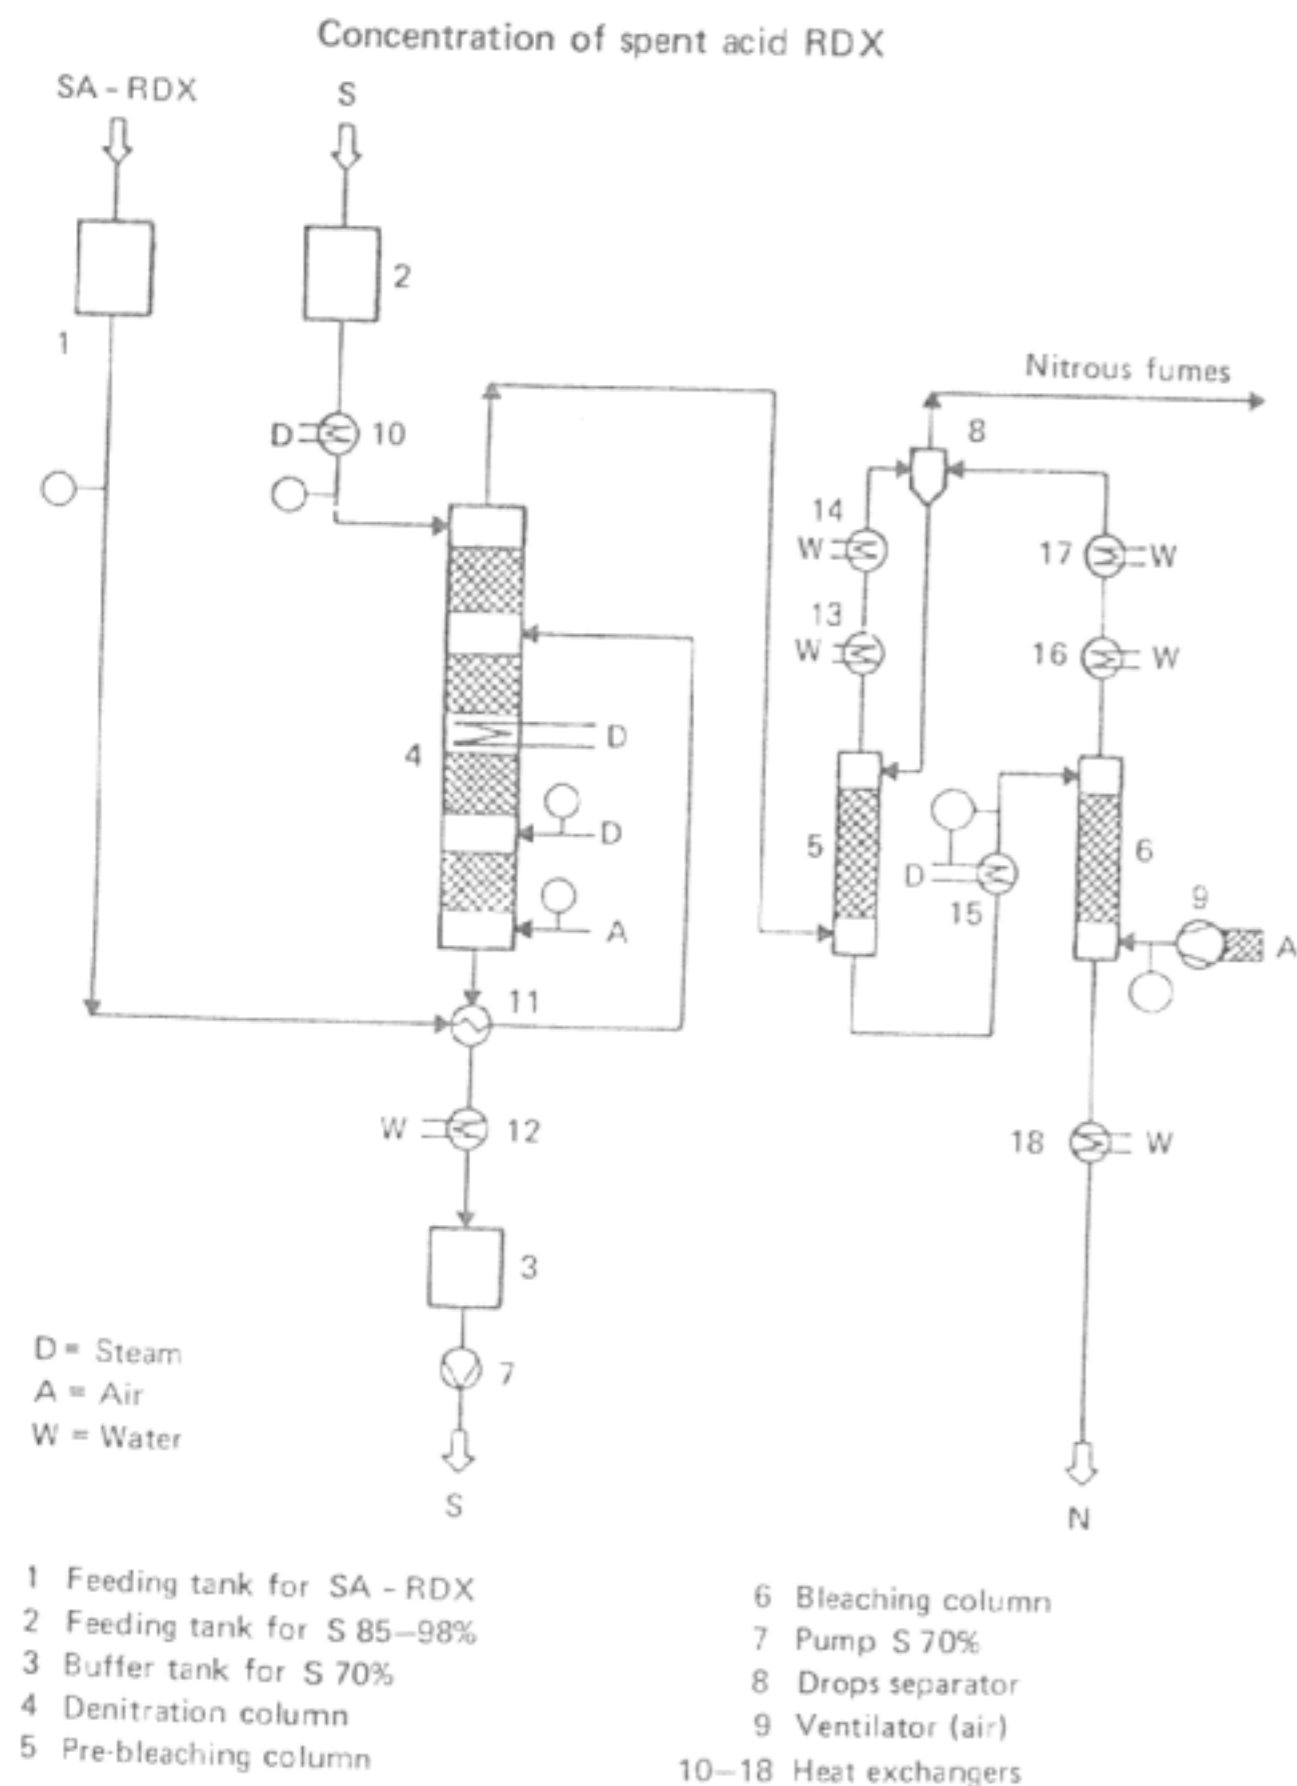 Concentration of spent acid RDX
SA - RDX
S
2
1
Nitrous fumes
D
10
8
14
W
17
W
13
W
16
W
4
D
D
5
D
15
6
9
A
A
11
W
12
18
W
3
D = Steam
A = Air
W = Water
7
S
N
1 Feeding tank for SA - RDX
2 Feeding tank for S 85–98%
3 Buffer tank for S 70%
4 Denitration column
5 Pre-bleaching column
6 Bleaching column
7 Pump S 70%
8 Drops separator
9 Ventilator (air)
10–18 Heat exchangers